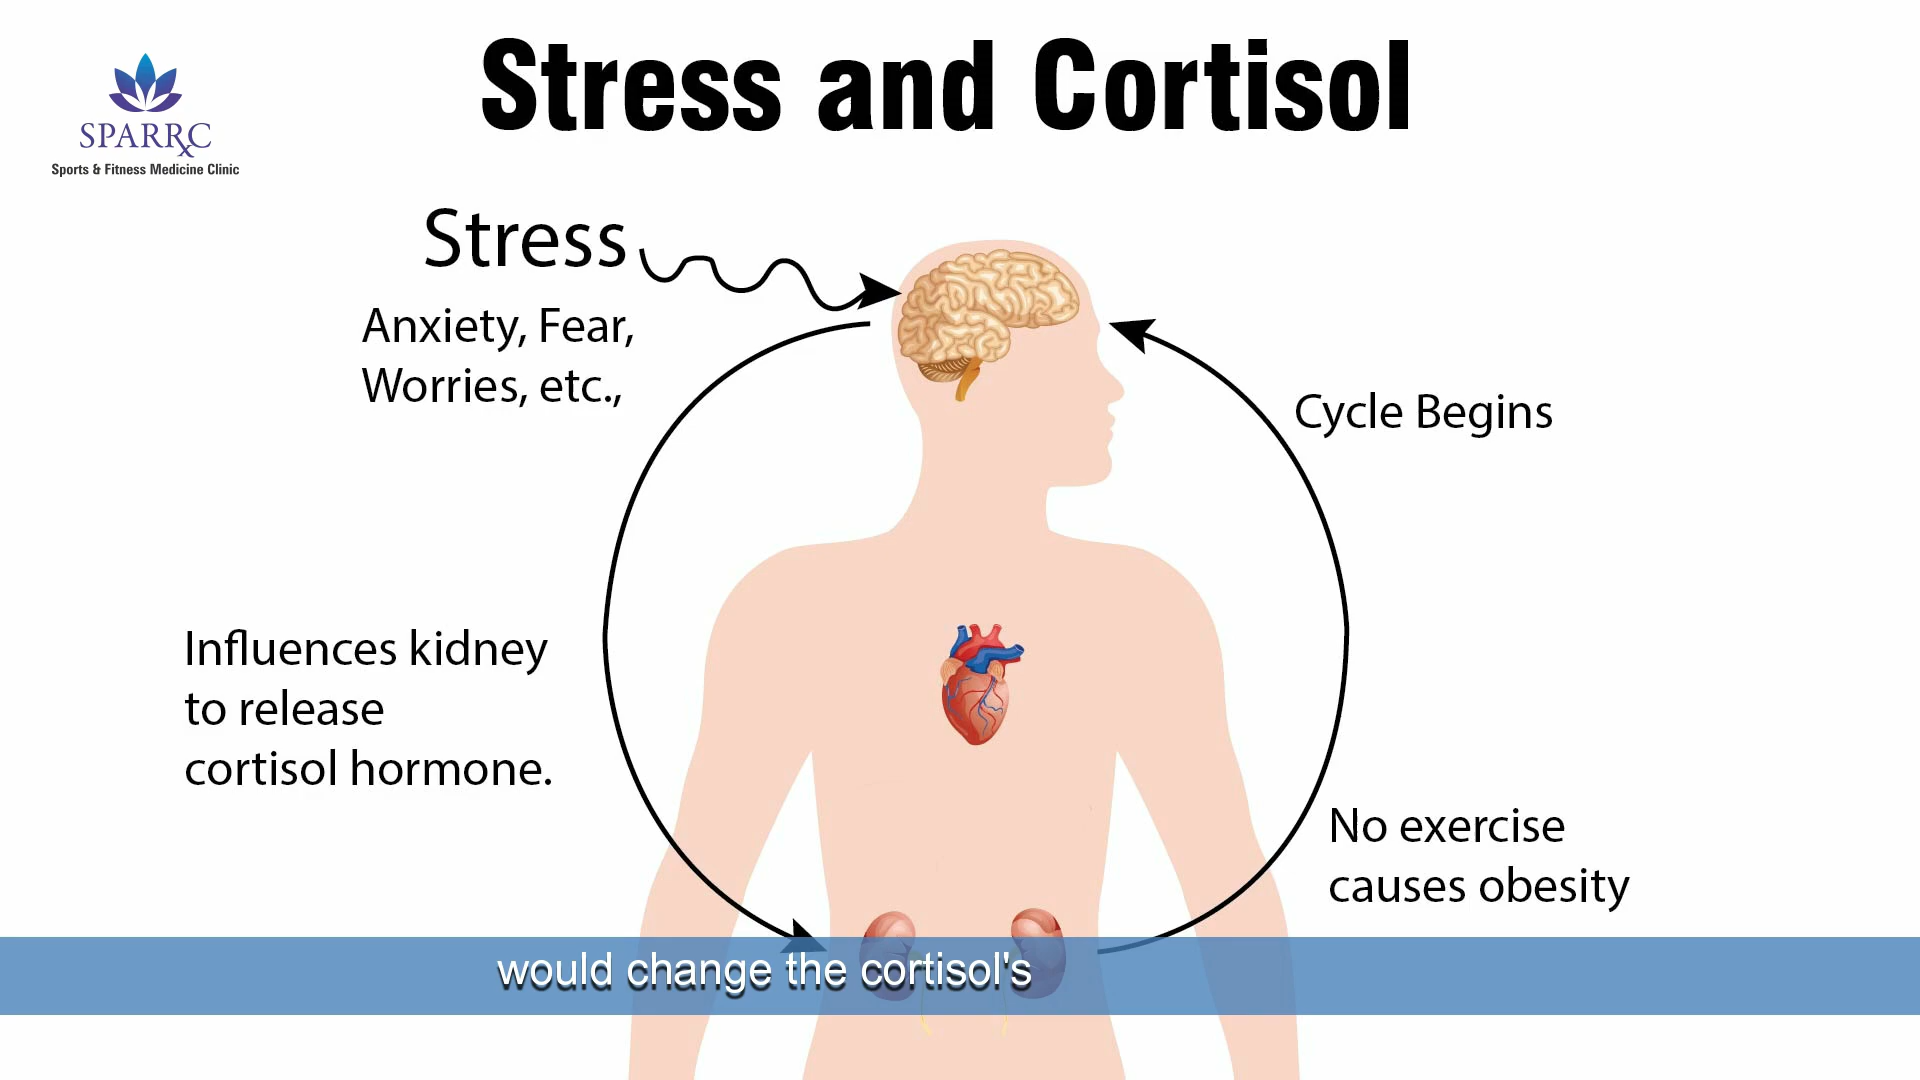 Stress and Cortisol
SPARRC
Sports & Fitness Medicine Clinic
Stress
Anxiety, Fear,
Worries, etc.,
Cycle Begins
Influences kidney
to release
cortisol hormone.
No exercise
causes obesity
would change the cortisol's